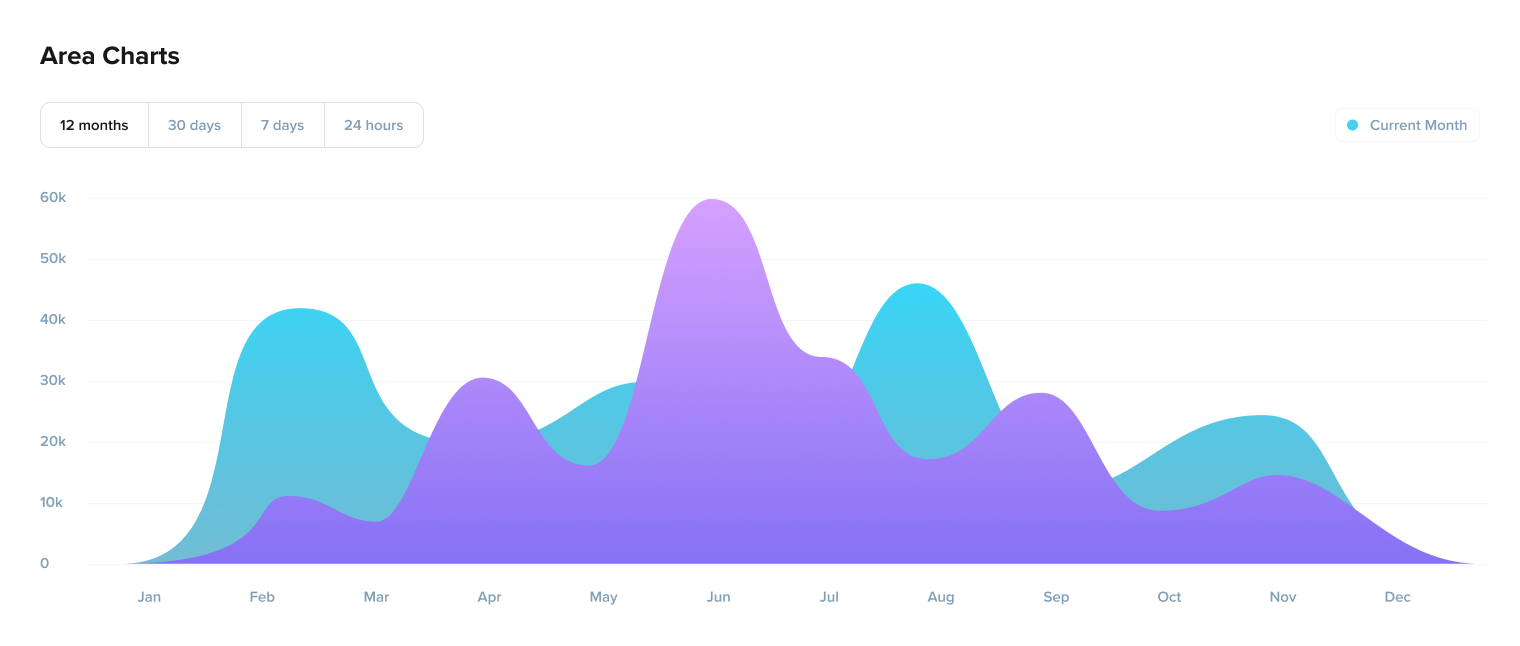 Area Charts
12 months 30 days 7 days 24 hours
Current Month
60k
50k
40k
30k
20k
10k
0
Jan Feb Mar Apr May Jun Jul Aug Sep Oct Nov Dec